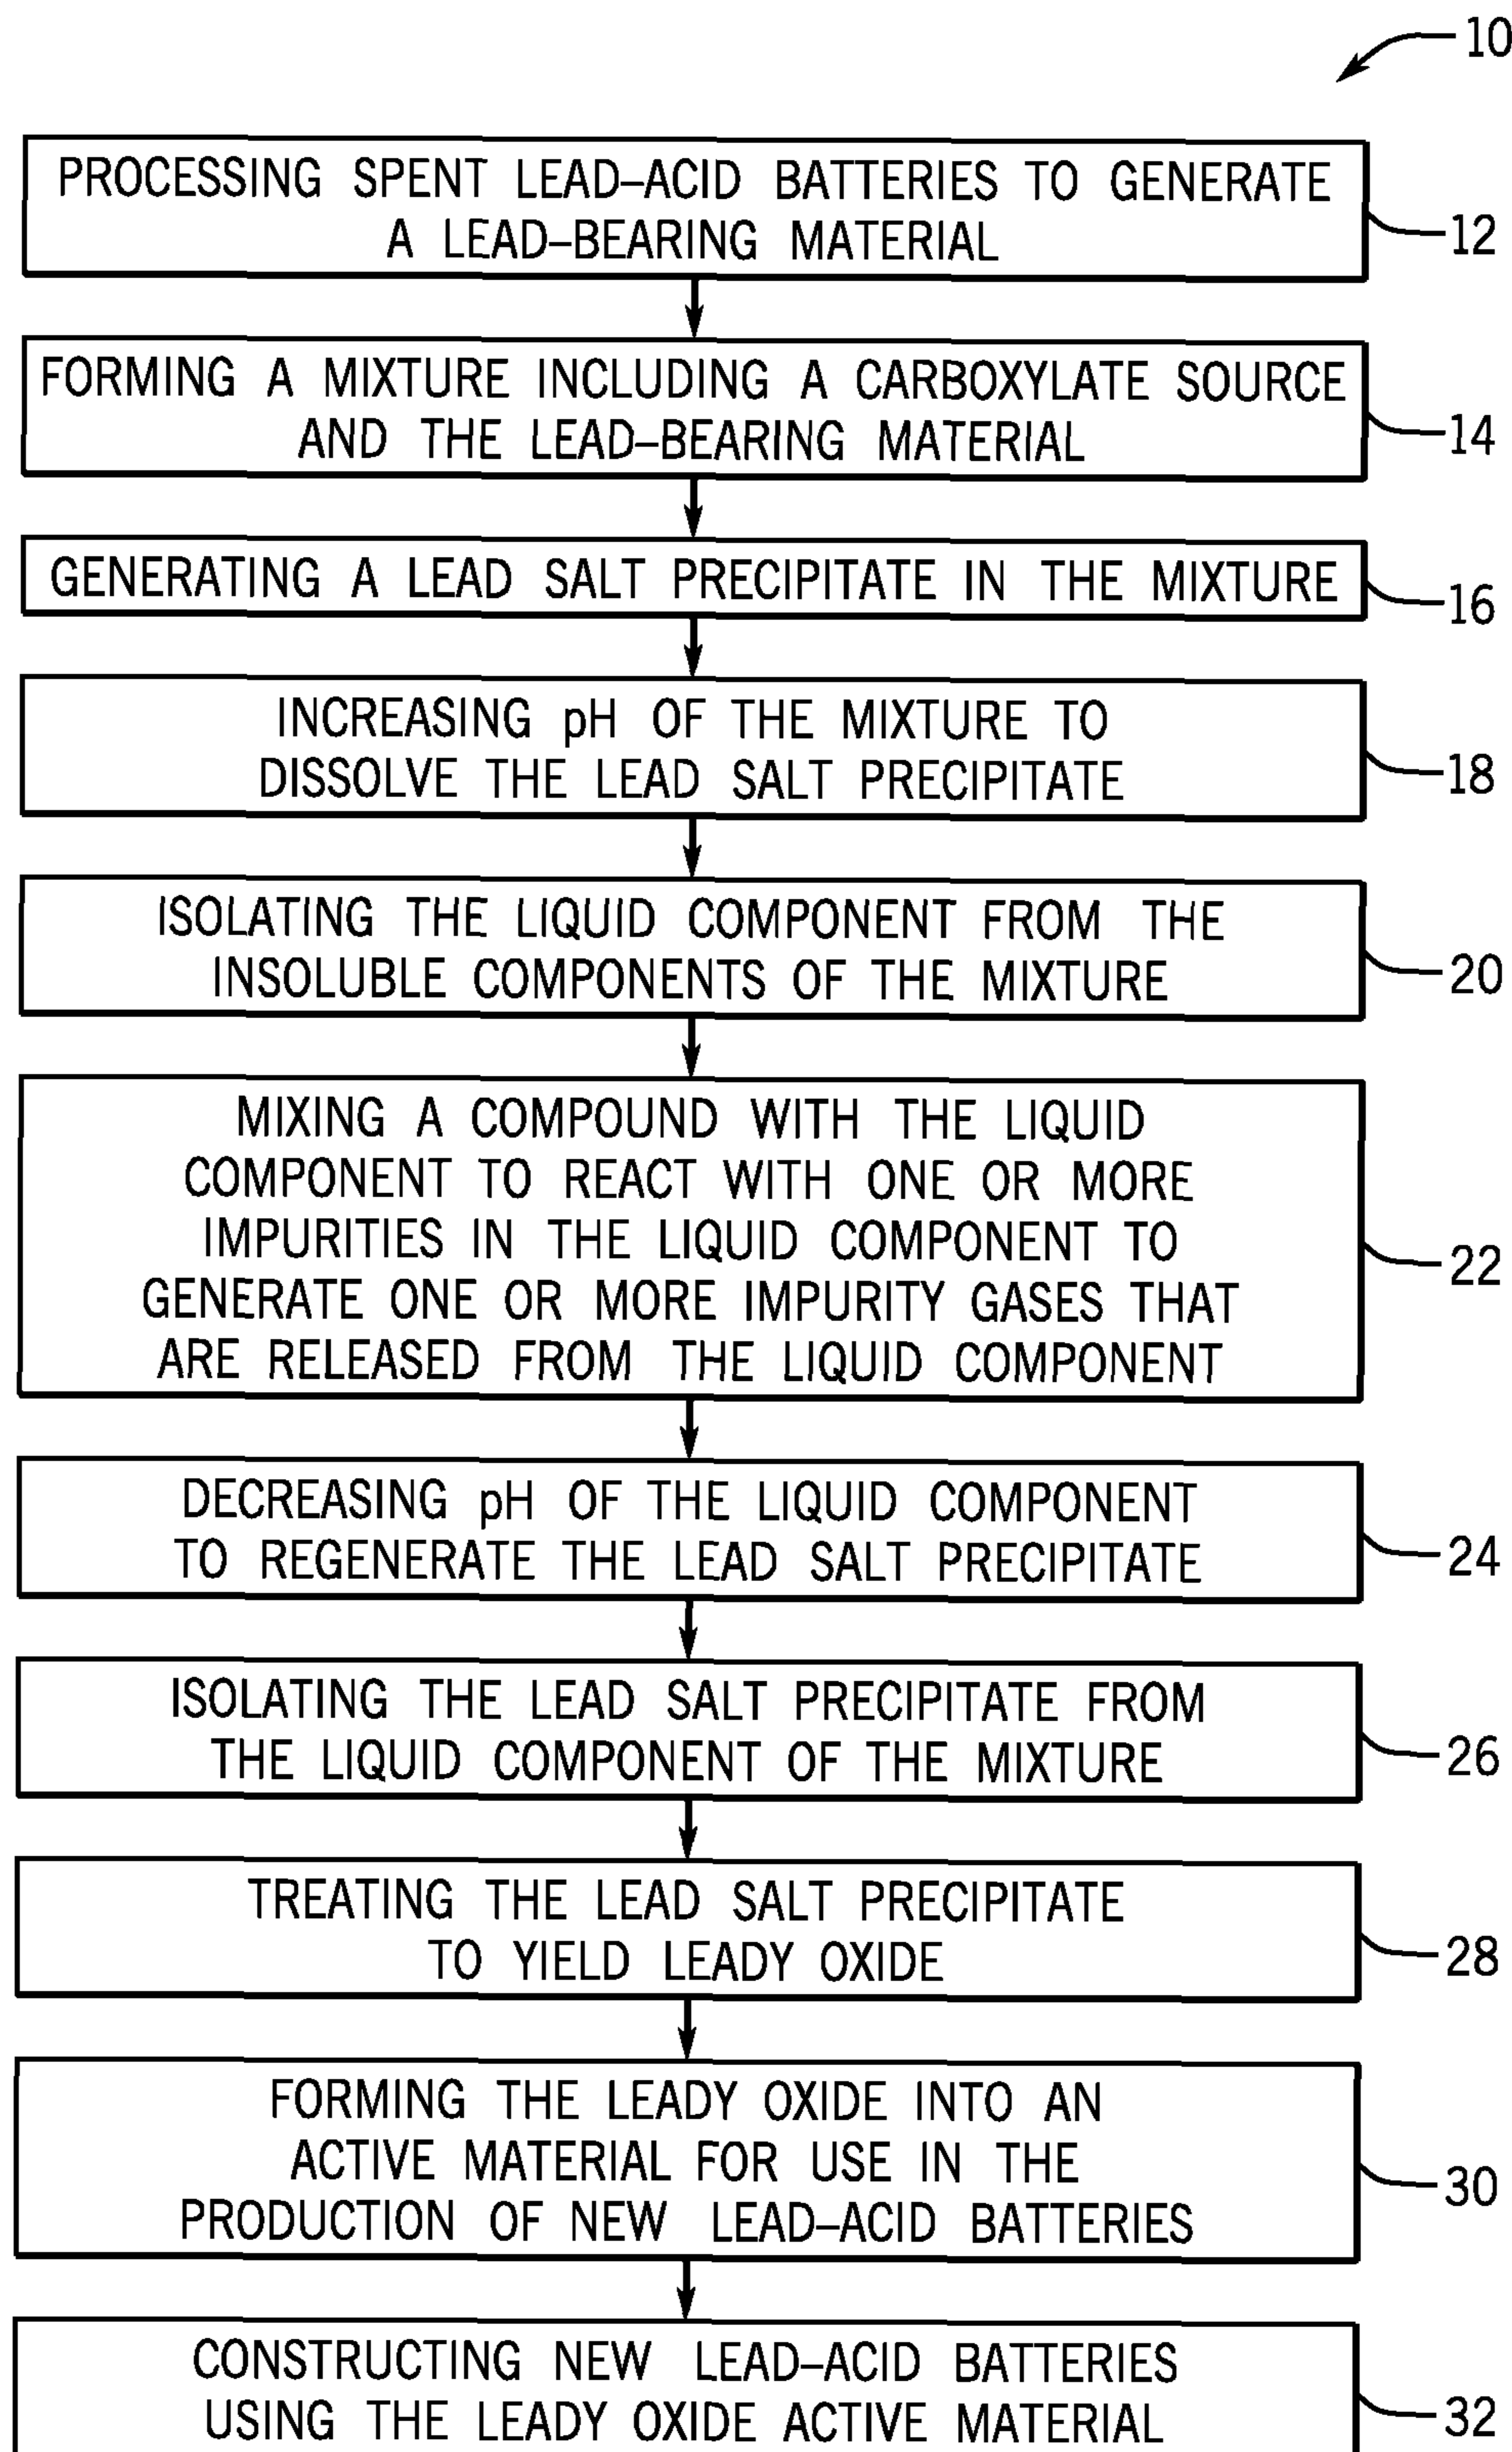 10
PROCESSING SPENT LEAD–ACID BATTERIES TO GENERATE
A LEAD–BEARING MATERIAL
12
FORMING A MIXTURE INCLUDING A CARBOXYLATE SOURCE
AND THE LEAD–BEARING MATERIAL
14
GENERATING A LEAD SALT PRECIPITATE IN THE MIXTURE
16
INCREASING pH OF THE MIXTURE TO
DISSOLVE THE LEAD SALT PRECIPITATE
18
ISOLATING THE LIQUID COMPONENT FROM THE
INSOLUBLE COMPONENTS OF THE MIXTURE
20
MIXING A COMPOUND WITH THE LIQUID
COMPONENT TO REACT WITH ONE OR MORE
IMPURITIES IN THE LIQUID COMPONENT TO
GENERATE ONE OR MORE IMPURITY GASES THAT
ARE RELEASED FROM THE LIQUID COMPONENT
22
DECREASING pH OF THE LIQUID COMPONENT
TO REGENERATE THE LEAD SALT PRECIPITATE
24
ISOLATING THE LEAD SALT PRECIPITATE FROM
THE LIQUID COMPONENT OF THE MIXTURE
26
TREATING THE LEAD SALT PRECIPITATE
TO YIELD LEADY OXIDE
28
FORMING THE LEADY OXIDE INTO AN
ACTIVE MATERIAL FOR USE IN THE
PRODUCTION OF NEW LEAD–ACID BATTERIES
30
CONSTRUCTING NEW LEAD–ACID BATTERIES
USING THE LEADY OXIDE ACTIVE MATERIAL
32